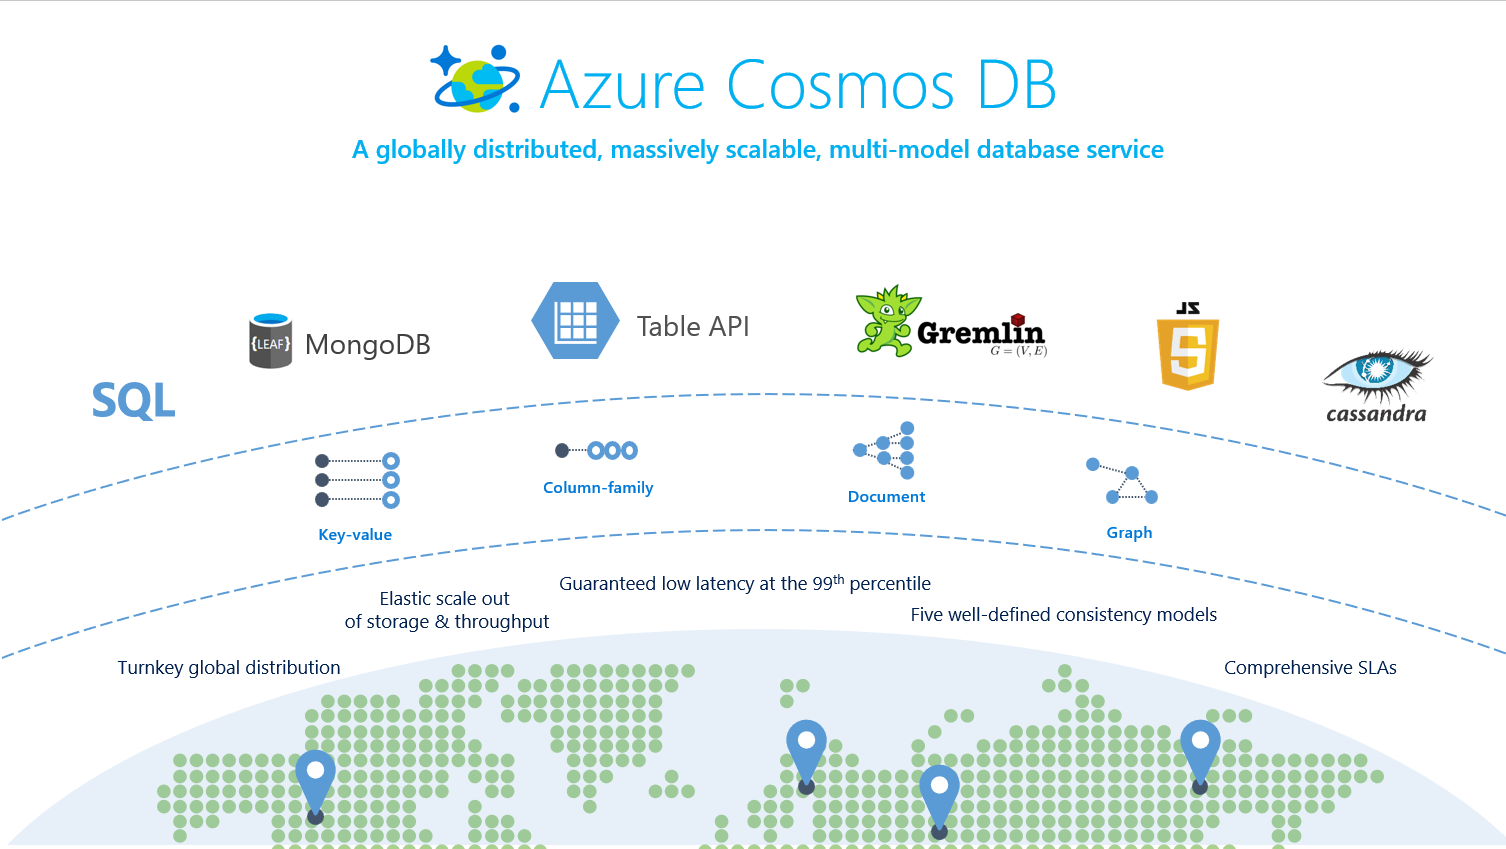 Azure Cosmos DB
A globally distributed, massively scalable, multi-model database service
SQL
{LEAF}
MongoDB
Table API
Gremlin
G = (V, E)
JS
5
cassandra
Key-value
Column-family
Document
Graph
Turnkey global distribution
Elastic scale out
of storage & throughput
Guaranteed low latency at the 99th percentile
Five well-defined consistency models
Comprehensive SLAs